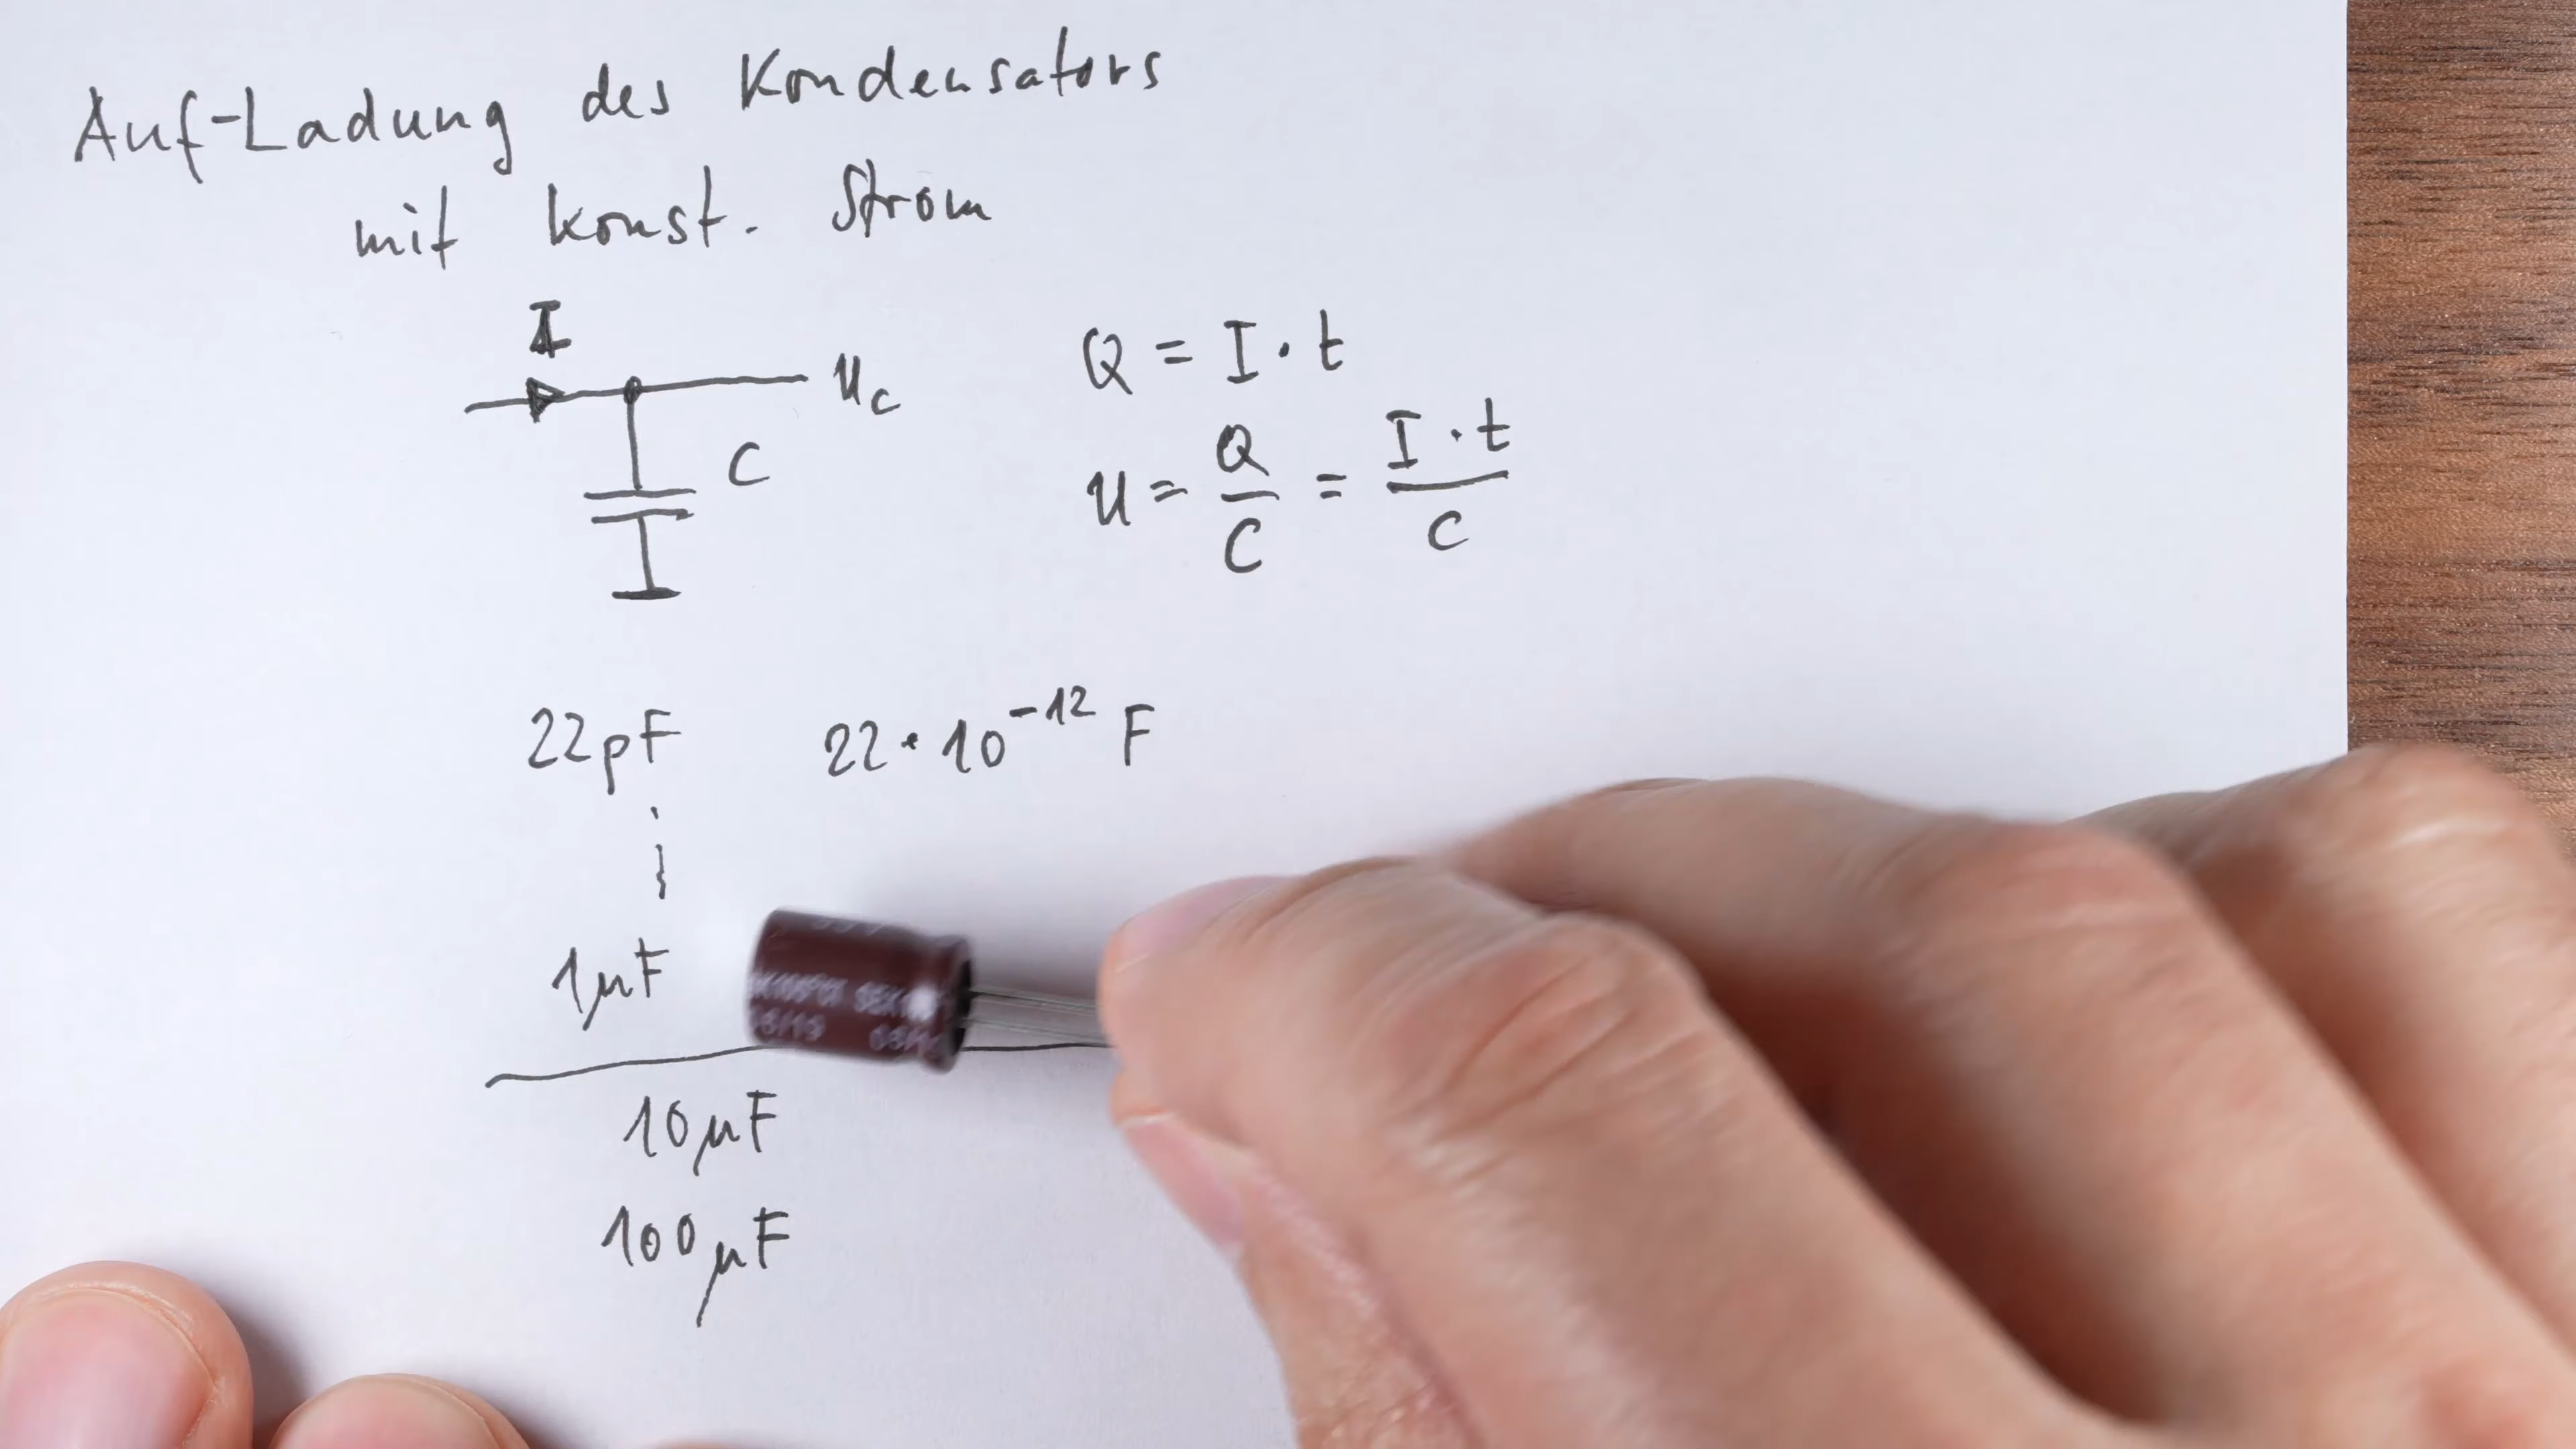 Auf-Ladung des Kondensators
mit konst. Strom
I
u_c
C
Q = I · t
U = Q/C = I · t/C
22pF 22 · 10^-12 F
1µF
10µF
100µF